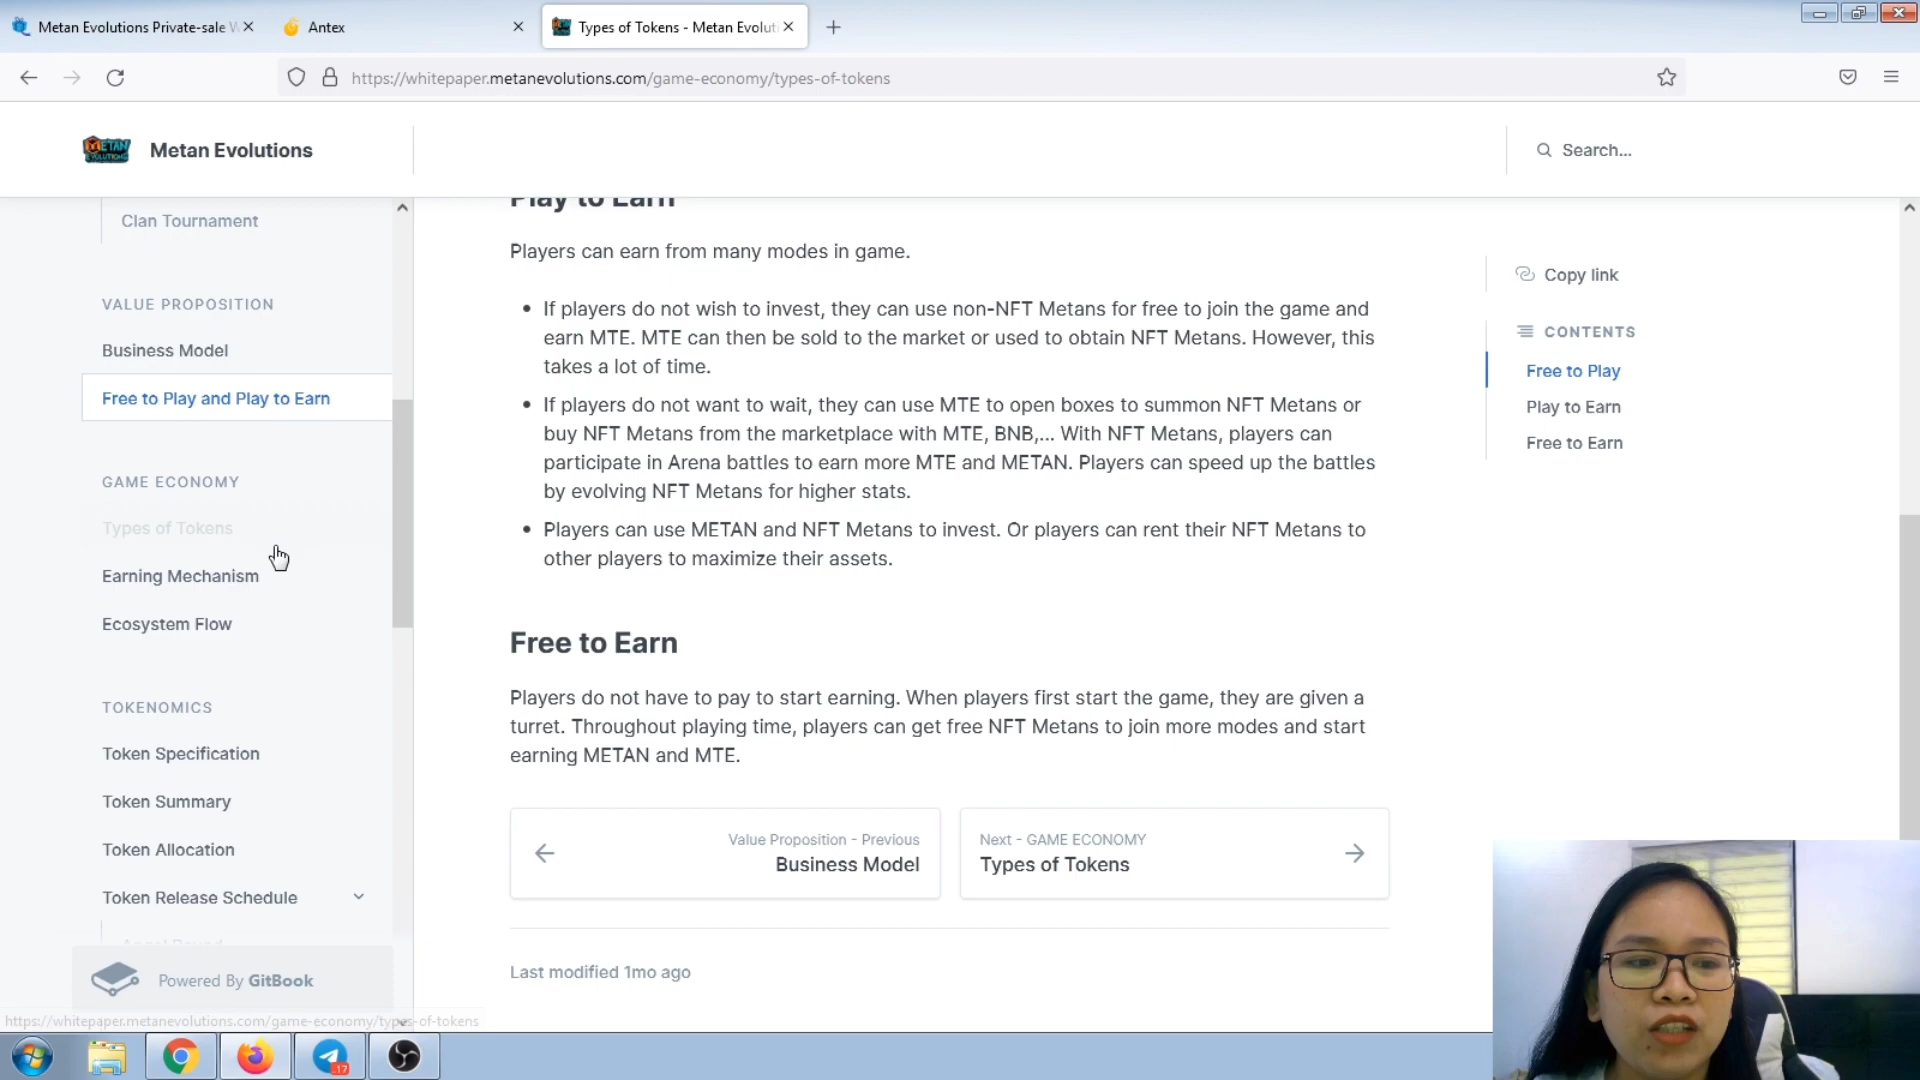 Metan Evolutions Private-sale W
Antex
Types of Tokens - Metan Evoluti
https://whitepaper.metanevolutions.com/game-economy/types-of-tokens
METAN
EVOLUTIONS
Metan Evolutions
Search...
Clan Tournament
VALUE PROPOSITION
Business Model
Free to Play and Play to Earn
GAME ECONOMY
Types of Tokens
Earning Mechanism
Ecosystem Flow
TOKENOMICS
Token Specification
Token Summary
Token Allocation
Token Release Schedule
Angel Round
Powered By GitBook
Play to Earn
Players can earn from many modes in game.
If players do not wish to invest, they can use non-NFT Metans for free to join the game and
earn MTE. MTE can then be sold to the market or used to obtain NFT Metans. However, this
takes a lot of time.
If players do not want to wait, they can use MTE to open boxes to summon NFT Metans or
buy NFT Metans from the marketplace with MTE, BNB,... With NFT Metans, players can
participate in Arena battles to earn more MTE and METAN. Players can speed up the battles
by evolving NFT Metans for higher stats.
Players can use METAN and NFT Metans to invest. Or players can rent their NFT Metans to
other players to maximize their assets.
Free to Earn
Players do not have to pay to start earning. When players first start the game, they are given a
turret. Throughout playing time, players can get free NFT Metans to join more modes and start
earning METAN and MTE.
Value Proposition - Previous
Business Model
Next - GAME ECONOMY
Types of Tokens
Last modified 1mo ago
Copy link
CONTENTS
Free to Play
Play to Earn
Free to Earn
https://whitepaper.metanevolutions.com/game-economy/types-of-tokens
17